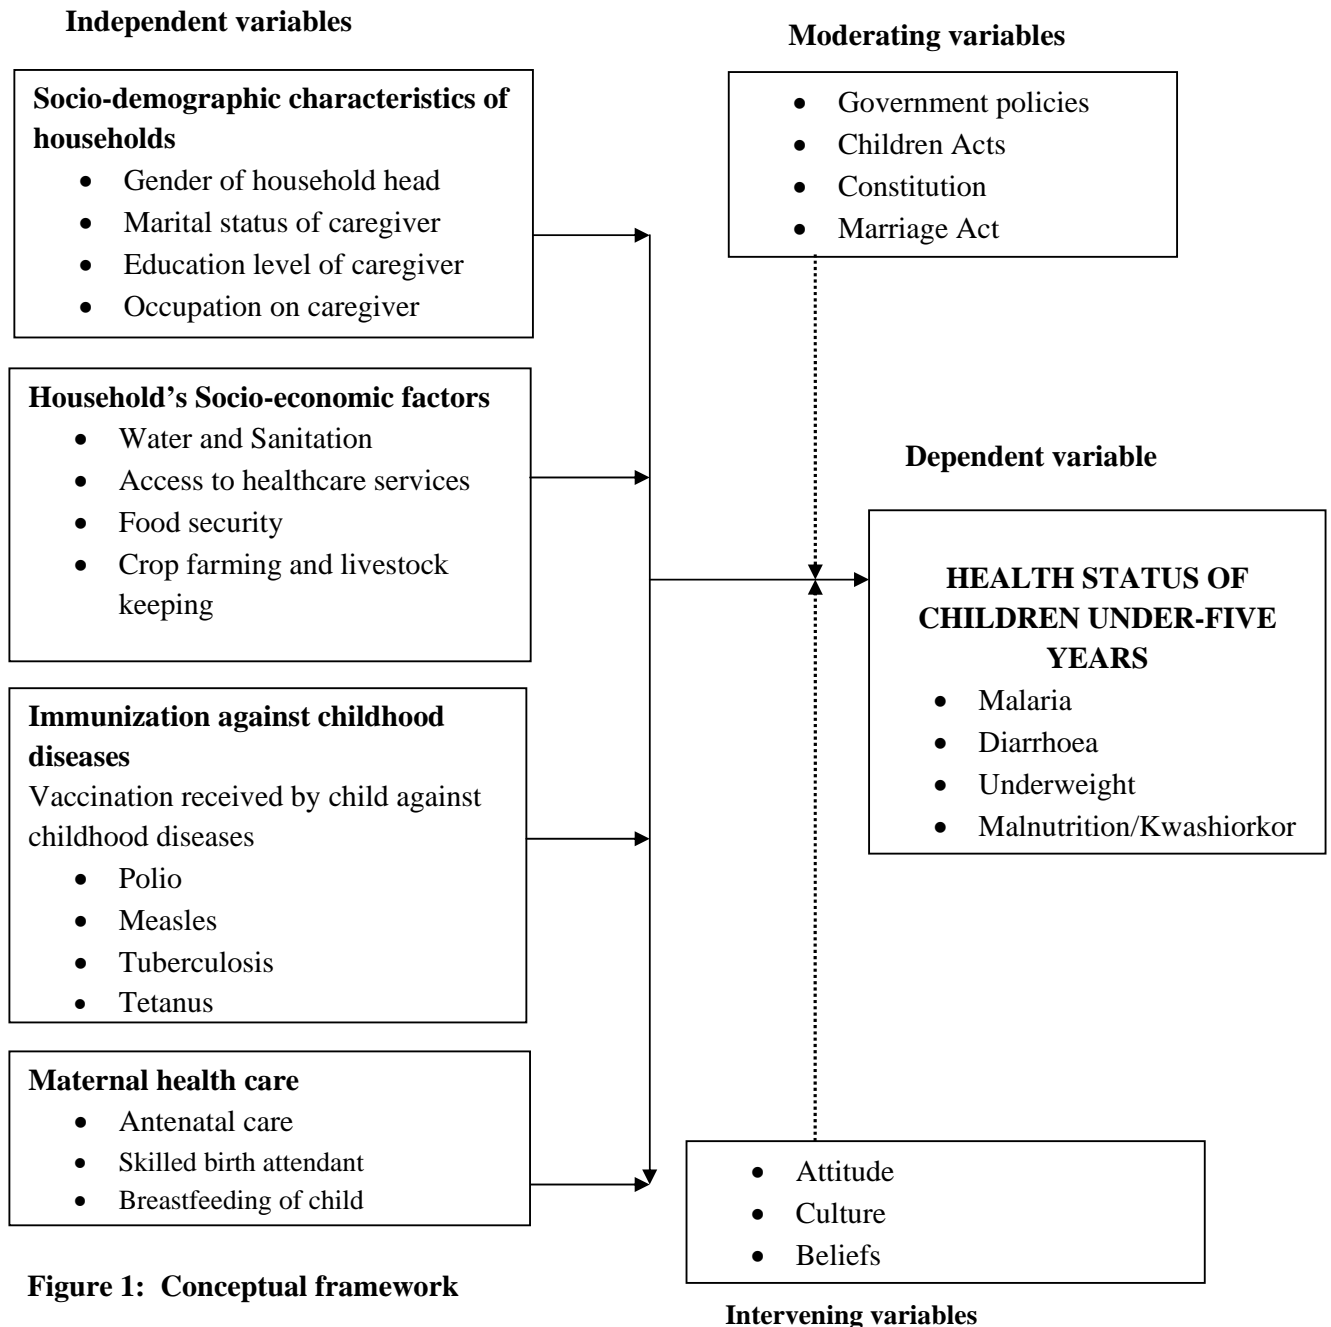 Independent variables
Socio-demographic characteristics of
households
• Gender of household head
• Marital status of caregiver
• Education level of caregiver
• Occupation on caregiver
Household’s Socio-economic factors
• Water and Sanitation
• Access to healthcare services
• Food security
• Crop farming and livestock
keeping
Immunization against childhood
diseases
Vaccination received by child against
childhood diseases
• Polio
• Measles
• Tuberculosis
• Tetanus
Maternal health care
• Antenatal care
• Skilled birth attendant
• Breastfeeding of child
Moderating variables
• Government policies
• Children Acts
• Constitution
• Marriage Act
Dependent variable
HEALTH STATUS OF
CHILDREN UNDER-FIVE
YEARS
• Malaria
• Diarrhoea
• Underweight
• Malnutrition/Kwashiorkor
• Attitude
• Culture
• Beliefs
Intervening variables
Figure 1:  Conceptual framework